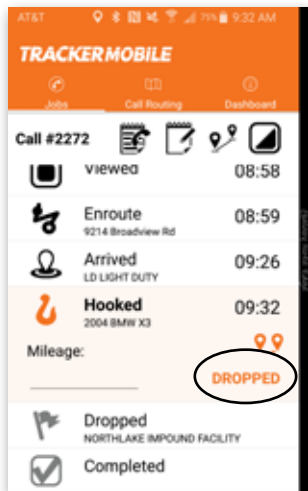 AT&T 75% 9:32 AM
TRACKERMOBILE
Jobs Call Routing Dashboard
Call #2272
Viewed 08:58
Enroute 08:59
9214 Broadview Rd
Arrived 09:26
LD LIGHT DUTY
Hooked 09:32
2004 BMW X3
Mileage:
DROPPED
Dropped
NORTHLAKE IMPOUND FACILITY
Completed